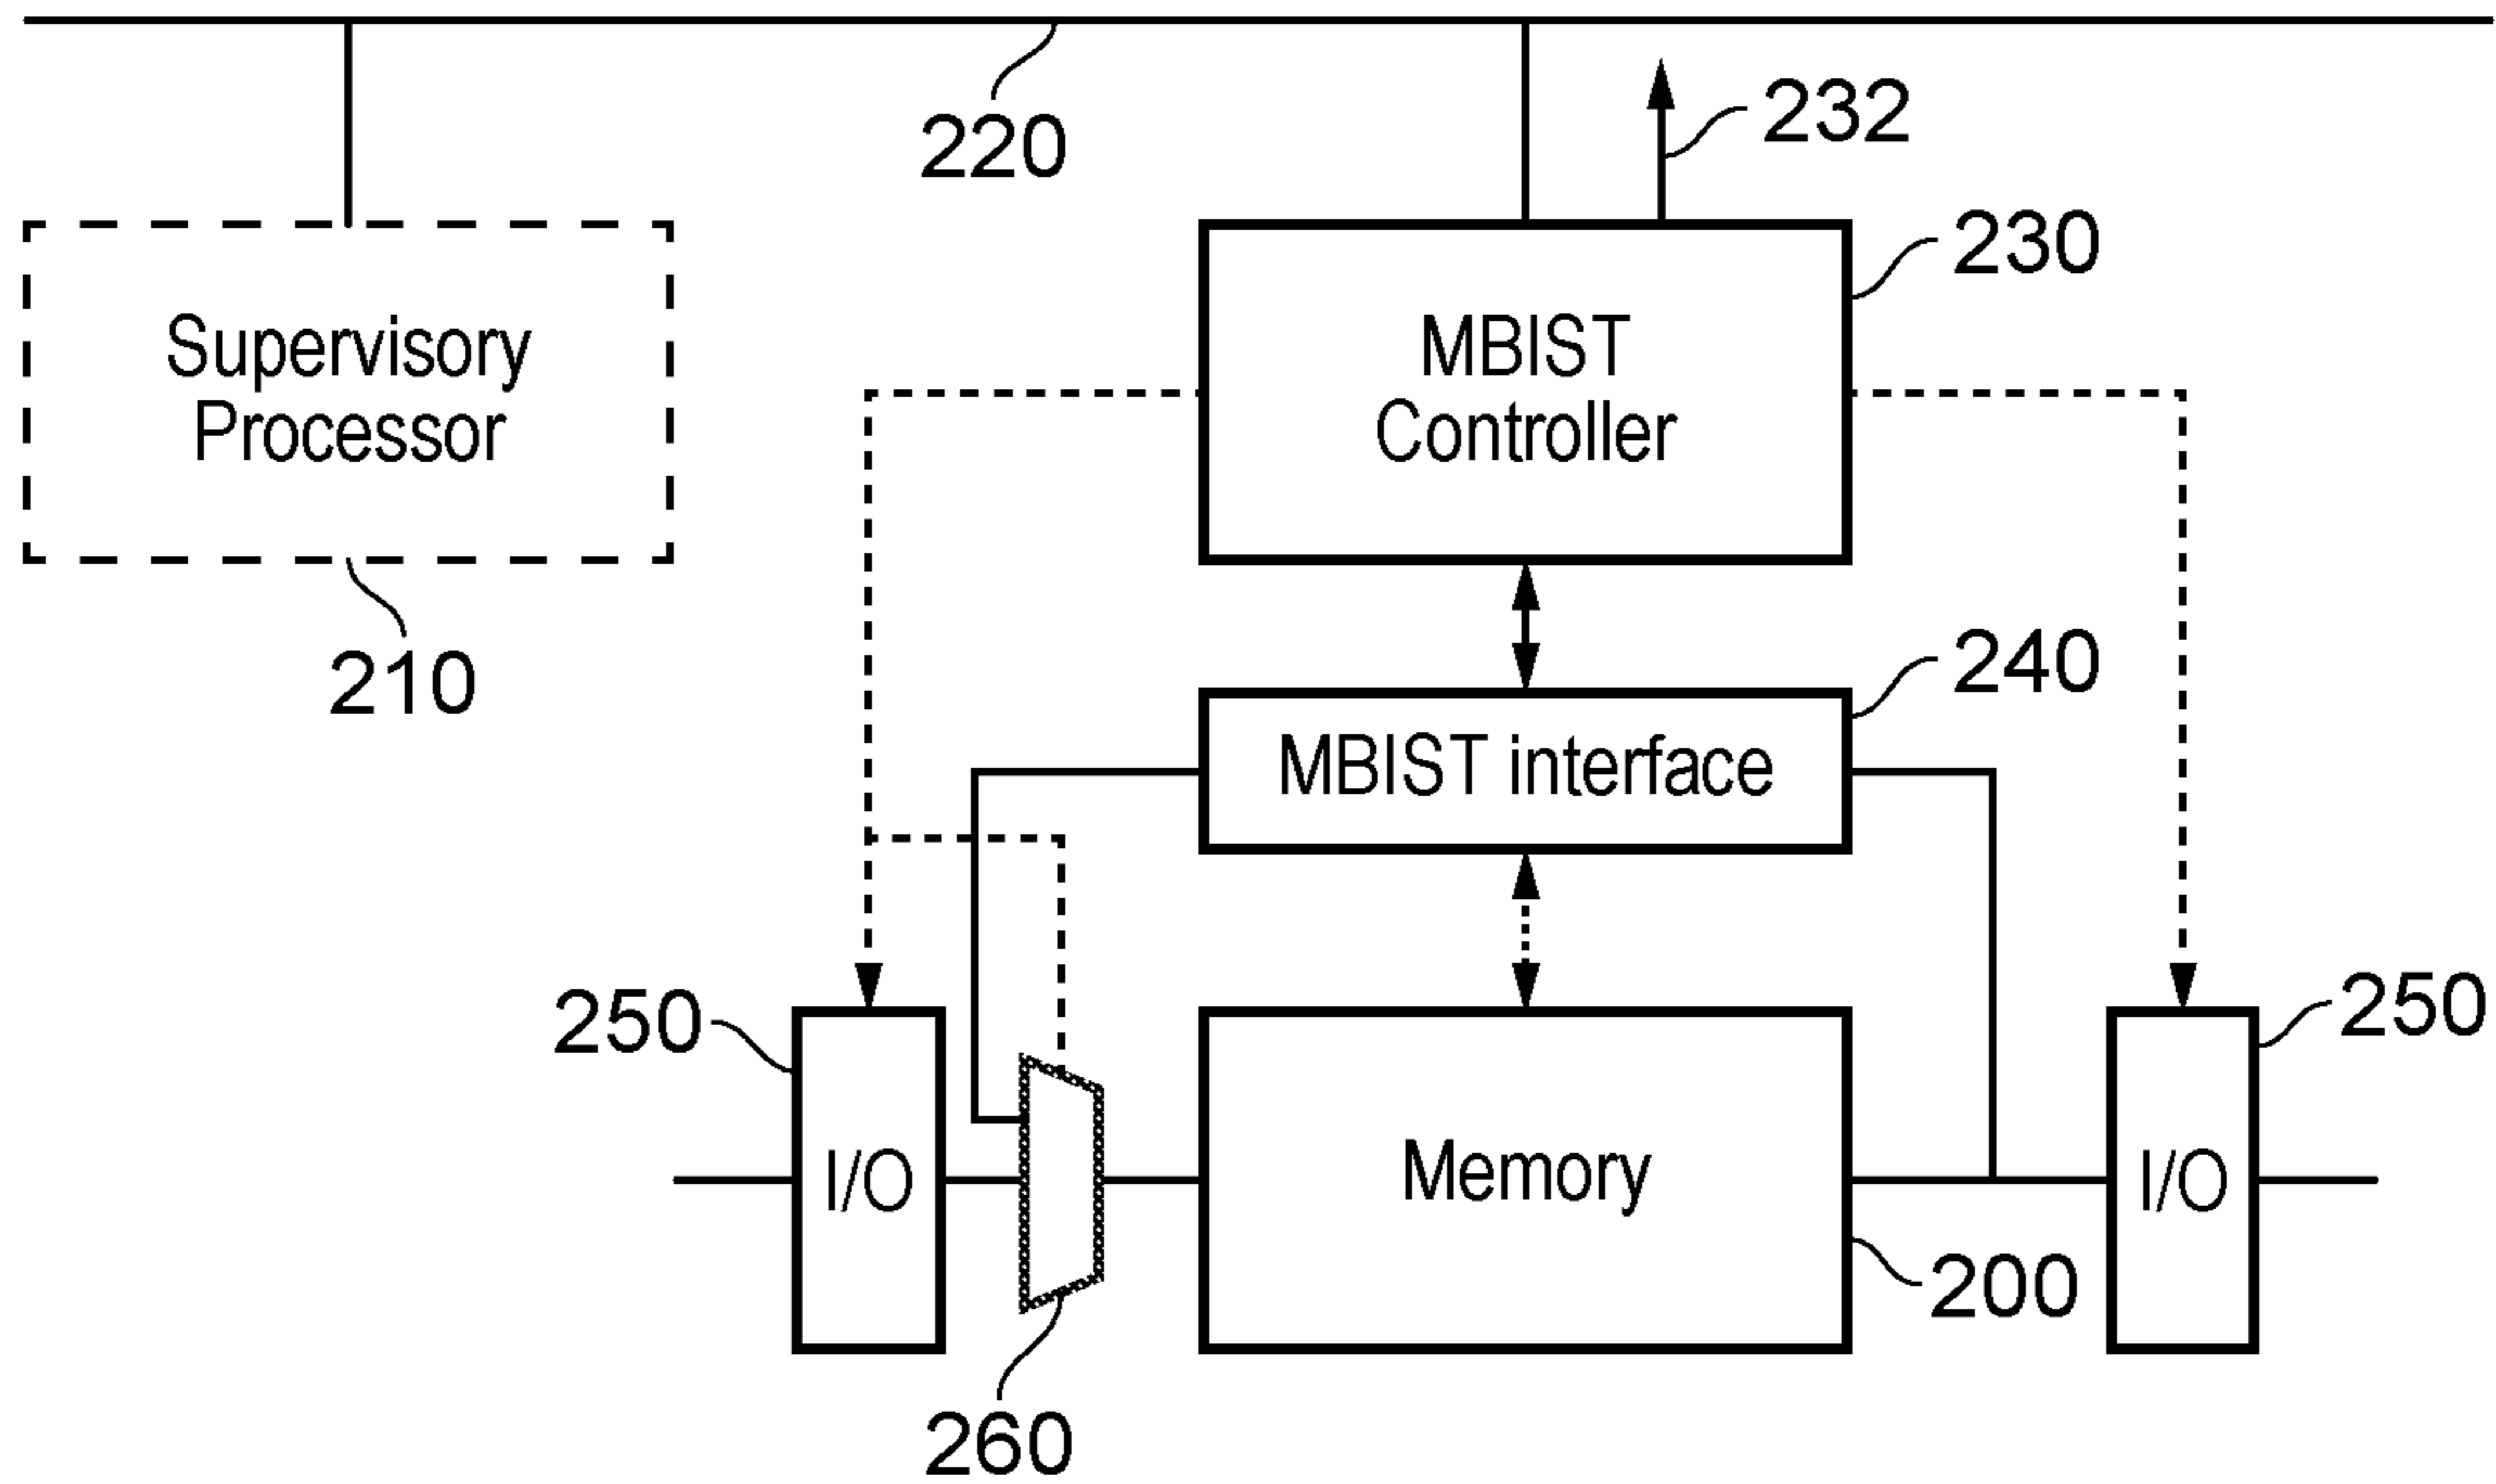 220
232
230
Supervisory
Processor
MBIST
Controller
210
240
MBIST interface
250
250
I/O
Memory
I/O
200
260